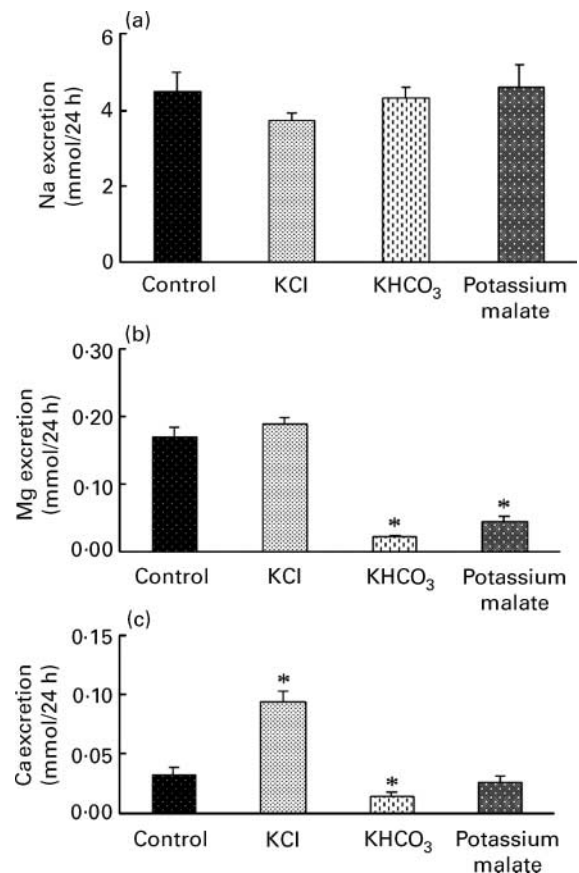 (a)
Na excretion
(mmol/24 h)
6
4
2
0
Control
KCl
KHCO₃
Potassium
malate
(b)
Mg excretion
(mmol/24 h)
0·30
0·20
0·10
0·00
*
*
Control
KCl
KHCO₃
Potassium
malate
(c)
Ca excretion
(mmol/24 h)
0·15
0·10
0·05
0·00
*
*
Control
KCl
KHCO₃
Potassium
malate